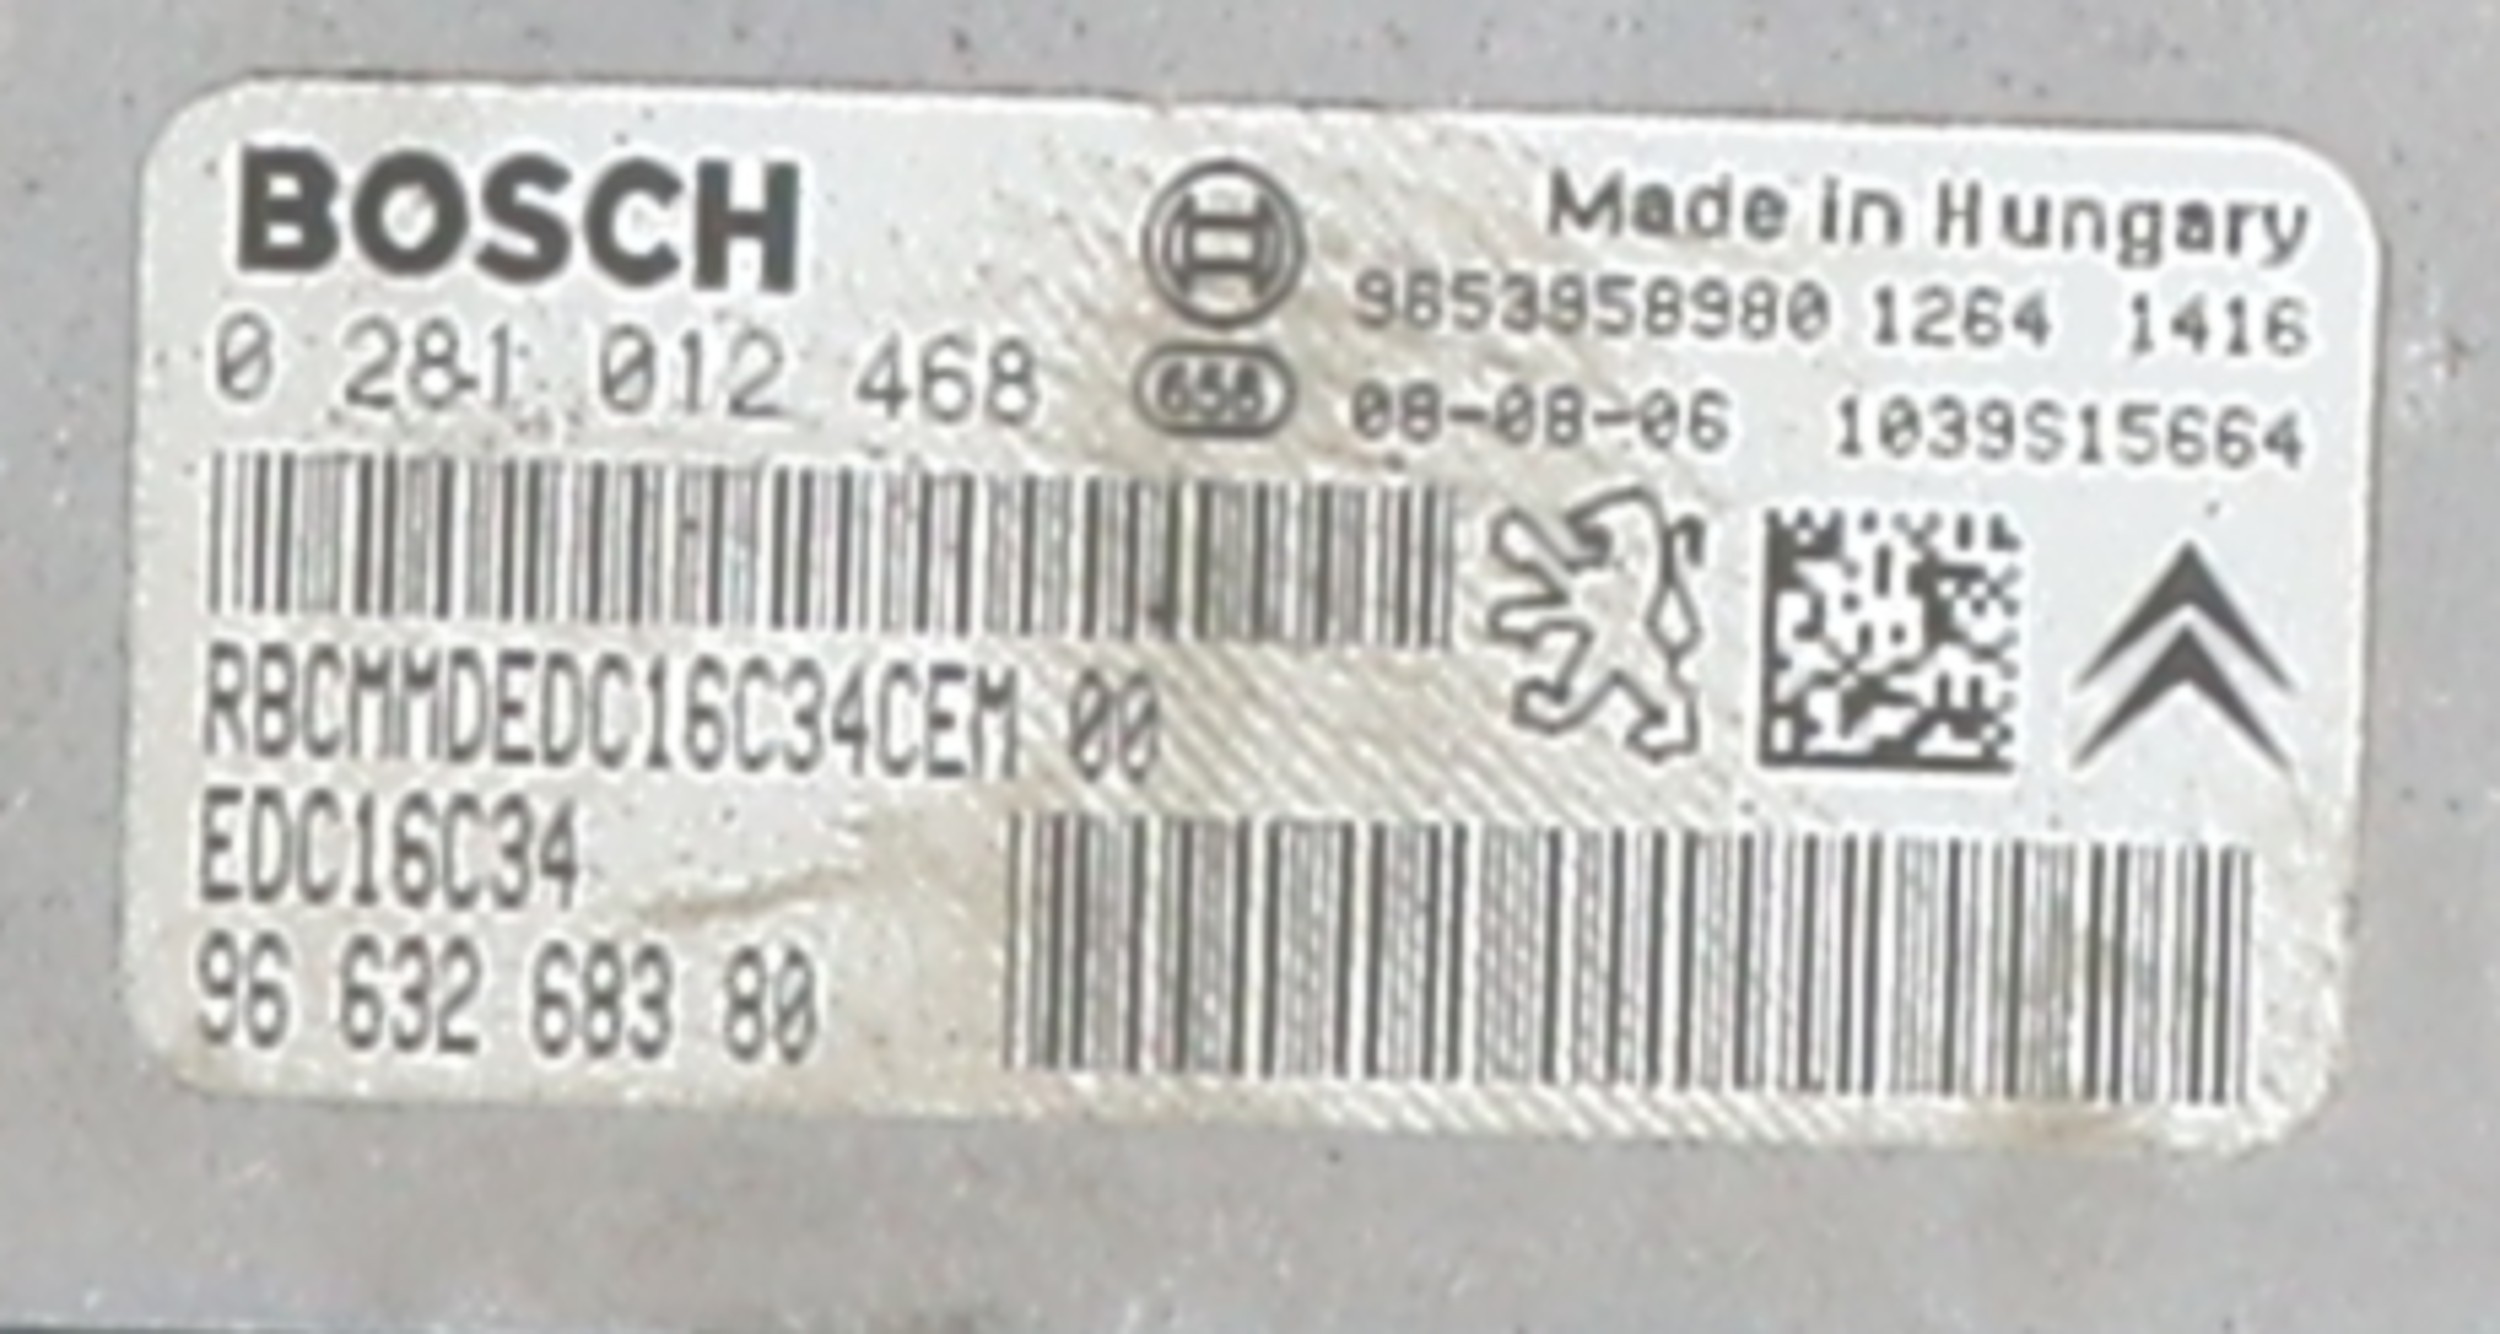 BOSCH
Made in Hungary
9653958980 1264 1416
0 281 012 468
658
08-08-06 1039S15664
RBCMMDEDC16C34CEM 00
EDC16C34
96 632 683 80